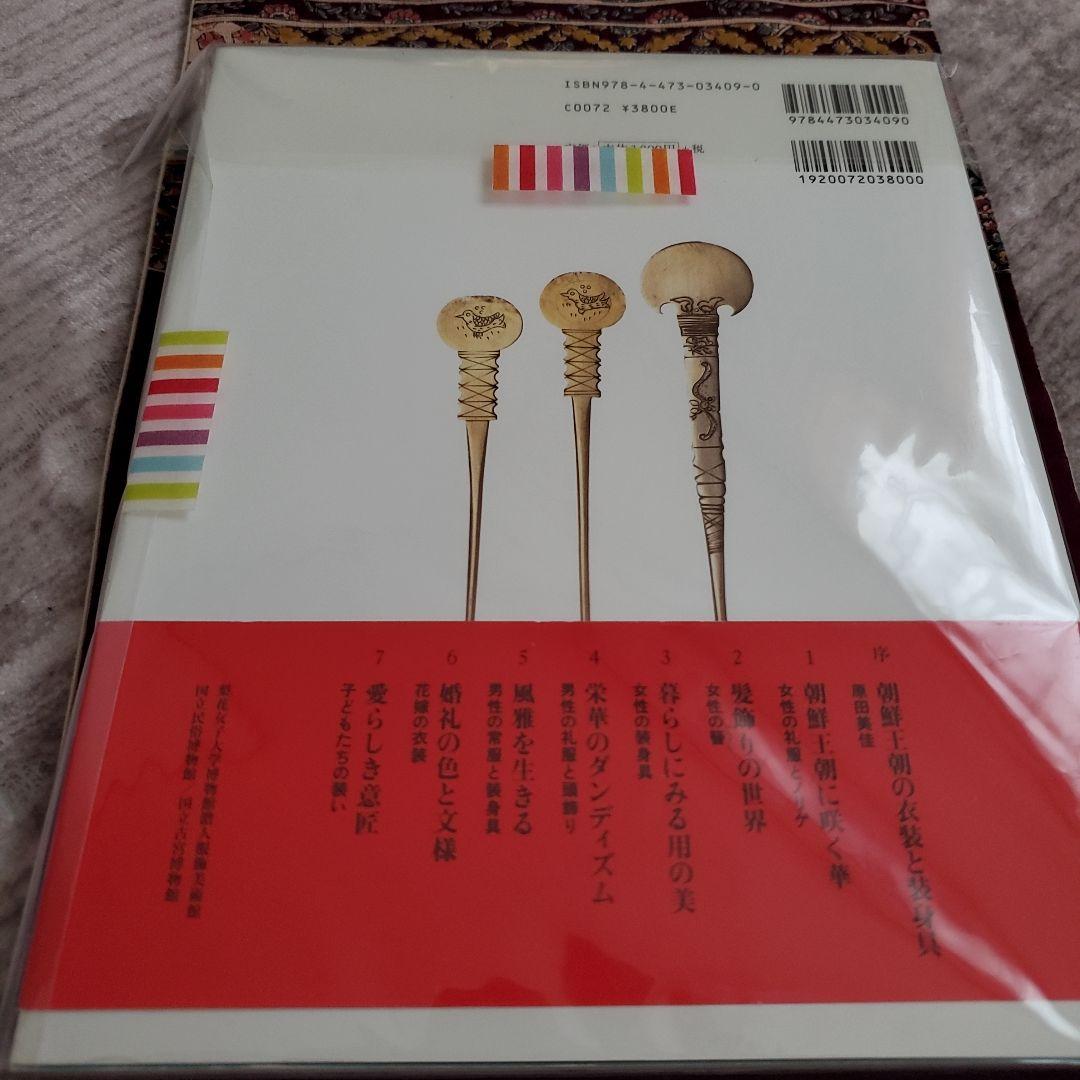 ISBN978-4-473-03409-0
C0072 ¥3800E
9784473034090
1920072038000
税
序 朝鮮王朝の衣装と装身具
原田美佳
1 朝鮮王朝に咲く華
女性の礼服とノリゲ
2 髪飾りの世界
女性の簪
3 暮らしにみる用の美
女性の装身具
4 栄華のダンディズム
男性の礼服と頭飾り
5 風雅を生きる
男性の常服と装身具
6 婚礼の色と文様
花嫁の衣装
7 愛らしき意匠
子どもたちの装い
梨花女子大学博物館澹人服飾美術館
国立民俗博物館/国立古宮博物館